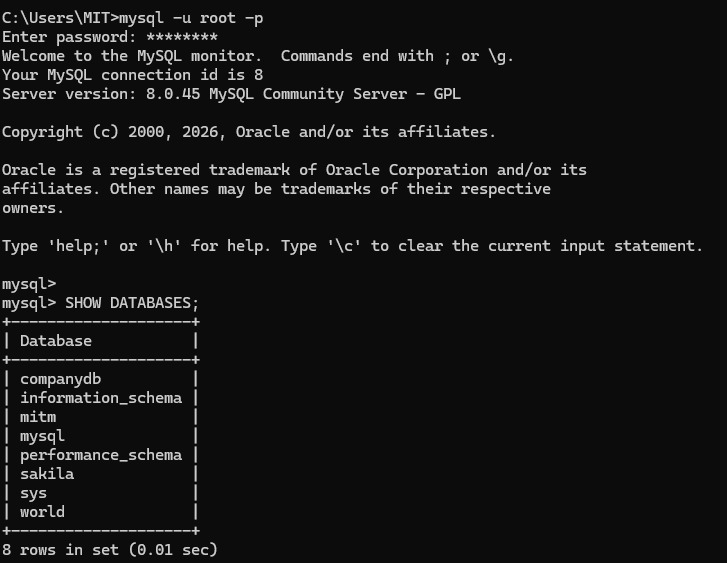 C:\Users\MIT>mysql -u root -p
Enter password: ********
Welcome to the MySQL monitor.  Commands end with ; or \g.
Your MySQL connection id is 8
Server version: 8.0.45 MySQL Community Server - GPL

Copyright (c) 2000, 2026, Oracle and/or its affiliates.

Oracle is a registered trademark of Oracle Corporation and/or its
affiliates. Other names may be trademarks of their respective
owners.

Type 'help;' or '\h' for help. Type '\c' to clear the current input statement.

mysql>
mysql> SHOW DATABASES;
+--------------------+
| Database           |
+--------------------+
| companydb          |
| information_schema |
| mitm               |
| mysql              |
| performance_schema |
| sakila             |
| sys                |
| world              |
+--------------------+
8 rows in set (0.01 sec)